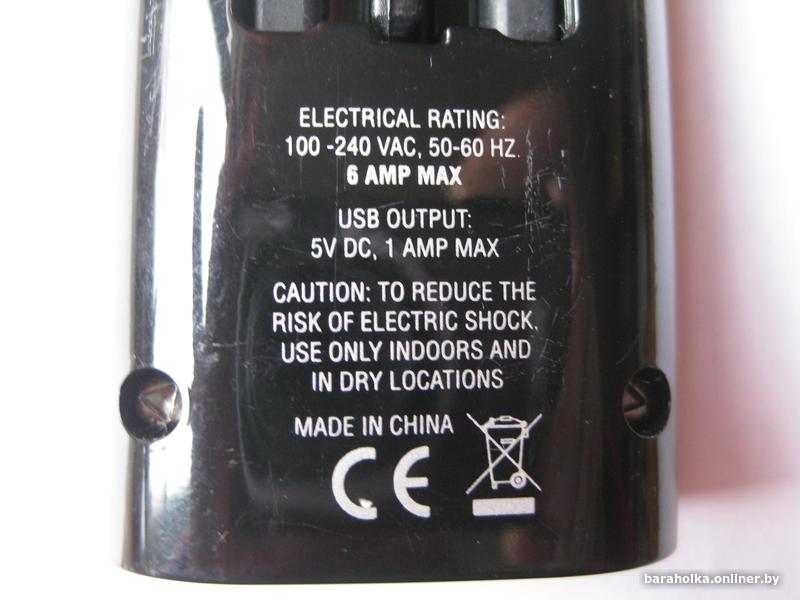 ELECTRICAL RATING:
100 -240 VAC, 50-60 HZ.
6 AMP MAX
USB OUTPUT:
5V DC, 1 AMP MAX
CAUTION: TO REDUCE THE
RISK OF ELECTRIC SHOCK.
USE ONLY INDOORS AND
IN DRY LOCATIONS
MADE IN CHINA
CE
baraholka.onliner.by